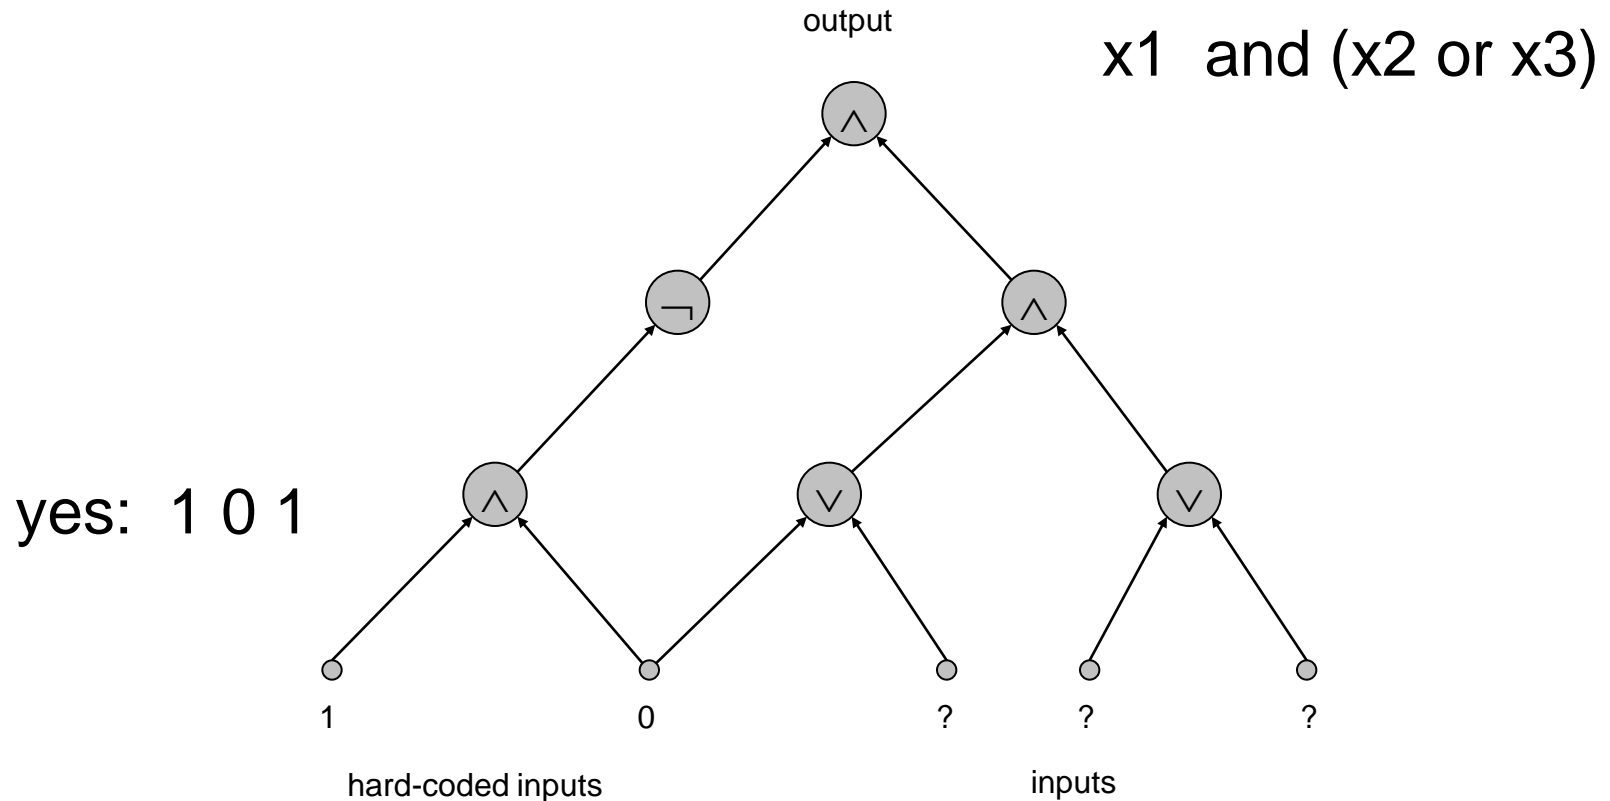 output
x1 and (x2 or x3)
∧
¬ ∧
yes: 1 0 1
∧ ∨ ∨
1 0 ? ? ?
hard-coded inputs inputs